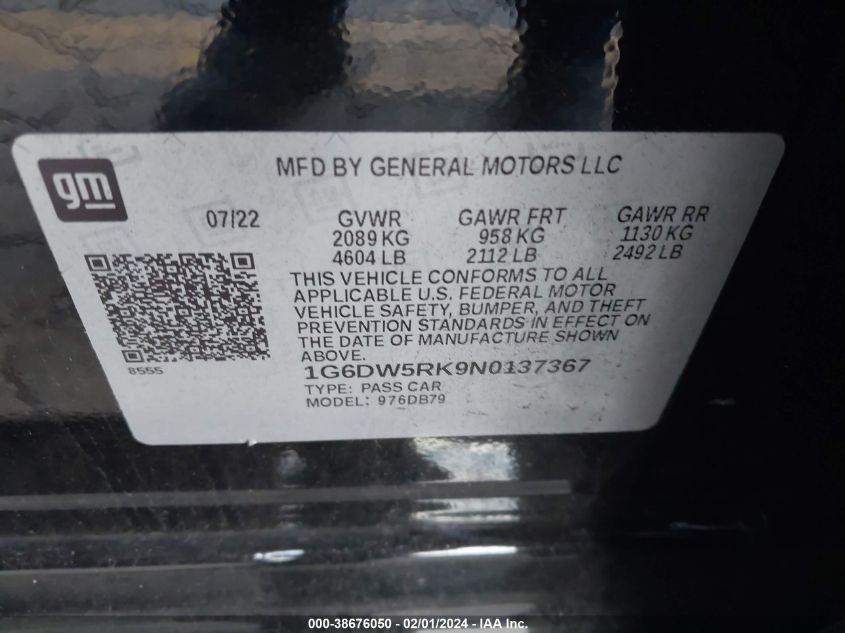 gm
MFD BY GENERAL MOTORS LLC
07/22 GVWR GAWR FRT GAWR RR
2089 KG 958 KG 1130 KG
4604 LB 2112 LB 2492 LB
THIS VEHICLE CONFORMS TO ALL
APPLICABLE U.S. FEDERAL MOTOR
VEHICLE SAFETY, BUMPER, AND THEFT
PREVENTION STANDARDS IN EFFECT ON
THE DATE OF MANUFACTURE SHOWN
ABOVE.
8555
1G6DW5RK9N0137367
TYPE: PASS CAR
MODEL: 976DB79
000-38676050 - 02/01/2024 - IAA Inc.